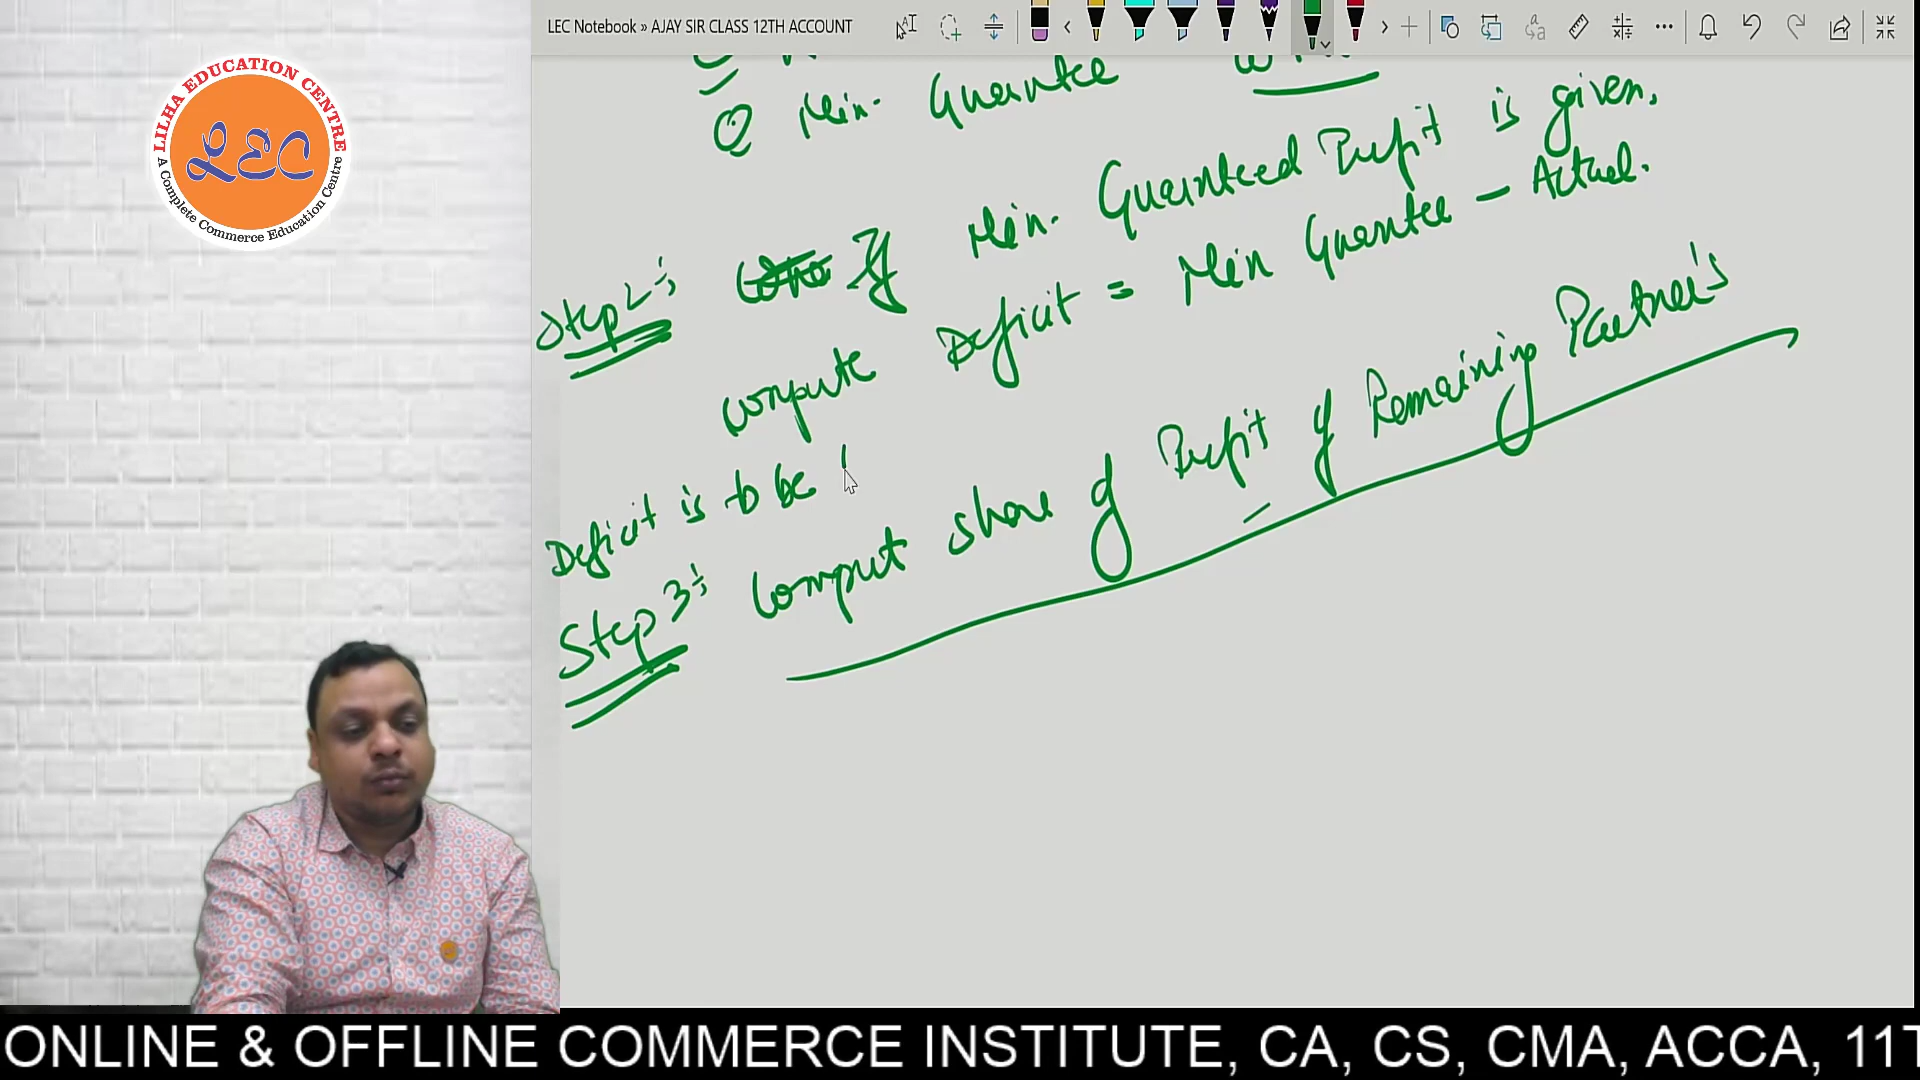 LEC Notebook » AJAY SIR CLASS 12TH ACCOUNT
LILHA EDUCATION CENTRE
LEC
A Complete Commerce Education Centre
Min. Guarantee
Step 2: If Min. Guaranteed Profit is given.
compute Deficit = Min Guarantee - Actual.
Deficit is to be
Step 3: Comput share of Profit of Remaining Partner's
ONLINE & OFFLINE COMMERCE INSTITUTE, CA, CS, CMA, ACCA, 11T